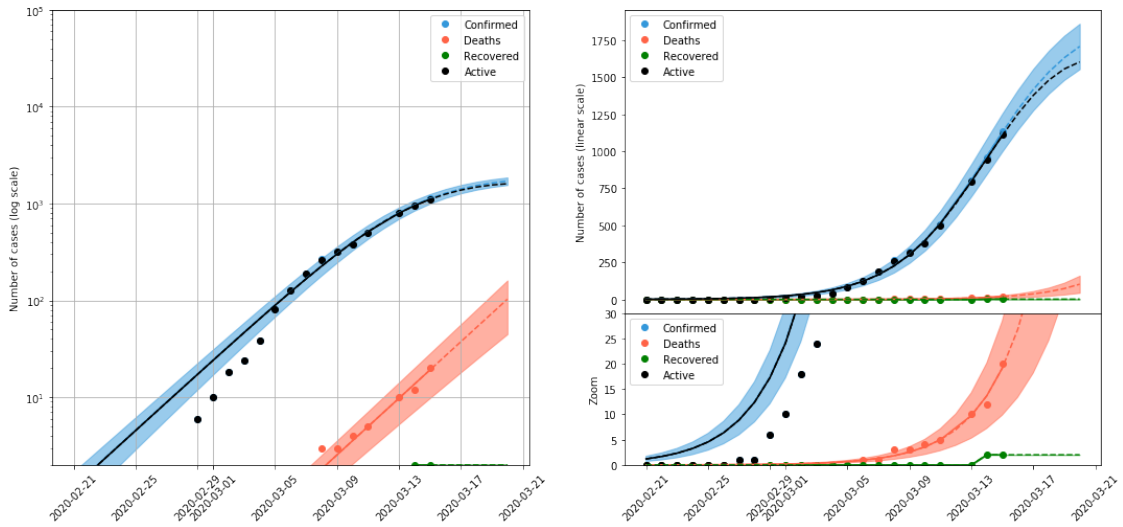 10^5
10^4
10^3
10^2
10^1
Number of cases (log scale)
Confirmed
Deaths
Recovered
Active
2020-02-21
2020-02-25
2020-02-29
2020-03-01
2020-03-05
2020-03-09
2020-03-13
2020-03-17
2020-03-21
1750
1500
1250
1000
750
500
250
0
Number of cases (linear scale)
Confirmed
Deaths
Recovered
Active
30
25
20
15
10
5
0
Zoom
Confirmed
Deaths
Recovered
Active
2020-02-21
2020-02-25
2020-02-29
2020-03-01
2020-03-05
2020-03-09
2020-03-13
2020-03-17
2020-03-21